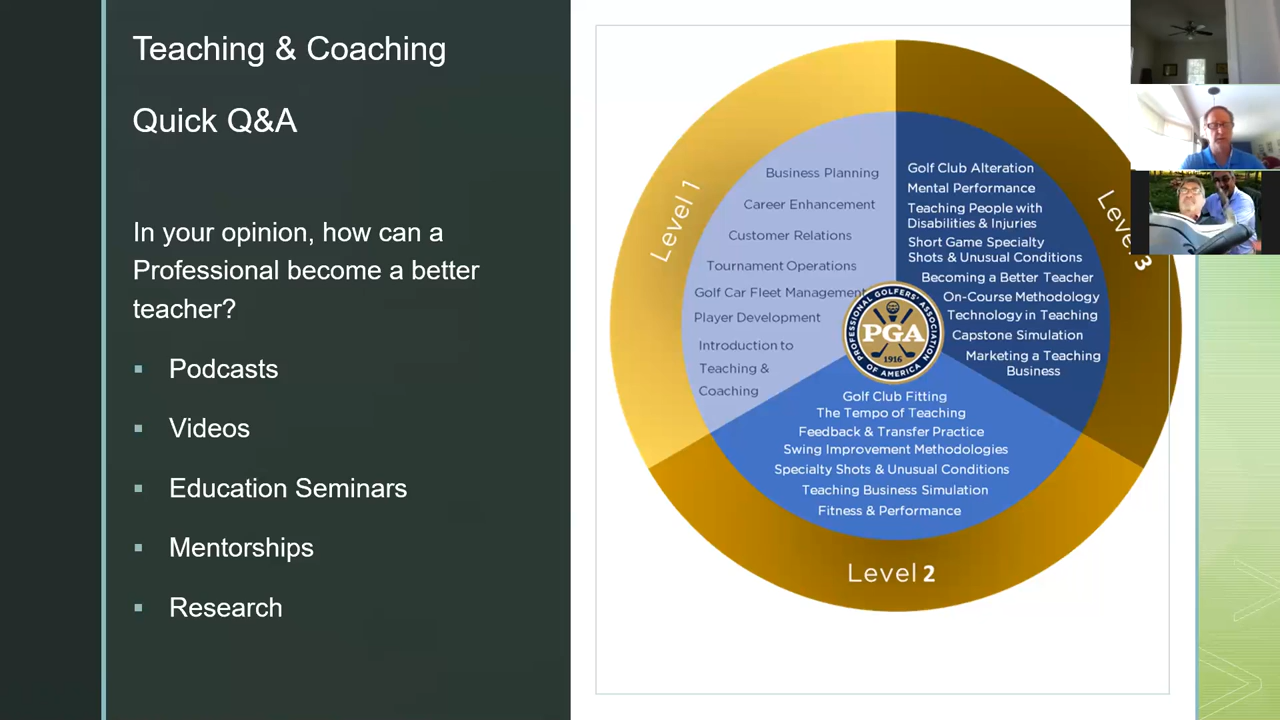 Teaching & Coaching
Quick Q&A
In your opinion, how can a
Professional become a better
teacher?
▪ Podcasts
▪ Videos
▪ Education Seminars
▪ Mentorships
▪ Research
Level 1
Business Planning
Career Enhancement
Customer Relations
Tournament Operations
Golf Car Fleet Management
Player Development
Introduction to
Teaching &
Coaching
Level 3
Golf Club Alteration
Mental Performance
Teaching People with
Disabilities & Injuries
Short Game Specialty
Shots & Unusual Conditions
Becoming a Better Teacher
On-Course Methodology
Technology in Teaching
Capstone Simulation
Marketing a Teaching
Business
PROFESSIONAL GOLFERS' ASSOCIATION
PGA
1916
OF AMERICA
Golf Club Fitting
The Tempo of Teaching
Feedback & Transfer Practice
Swing Improvement Methodologies
Specialty Shots & Unusual Conditions
Teaching Business Simulation
Fitness & Performance
Level 2